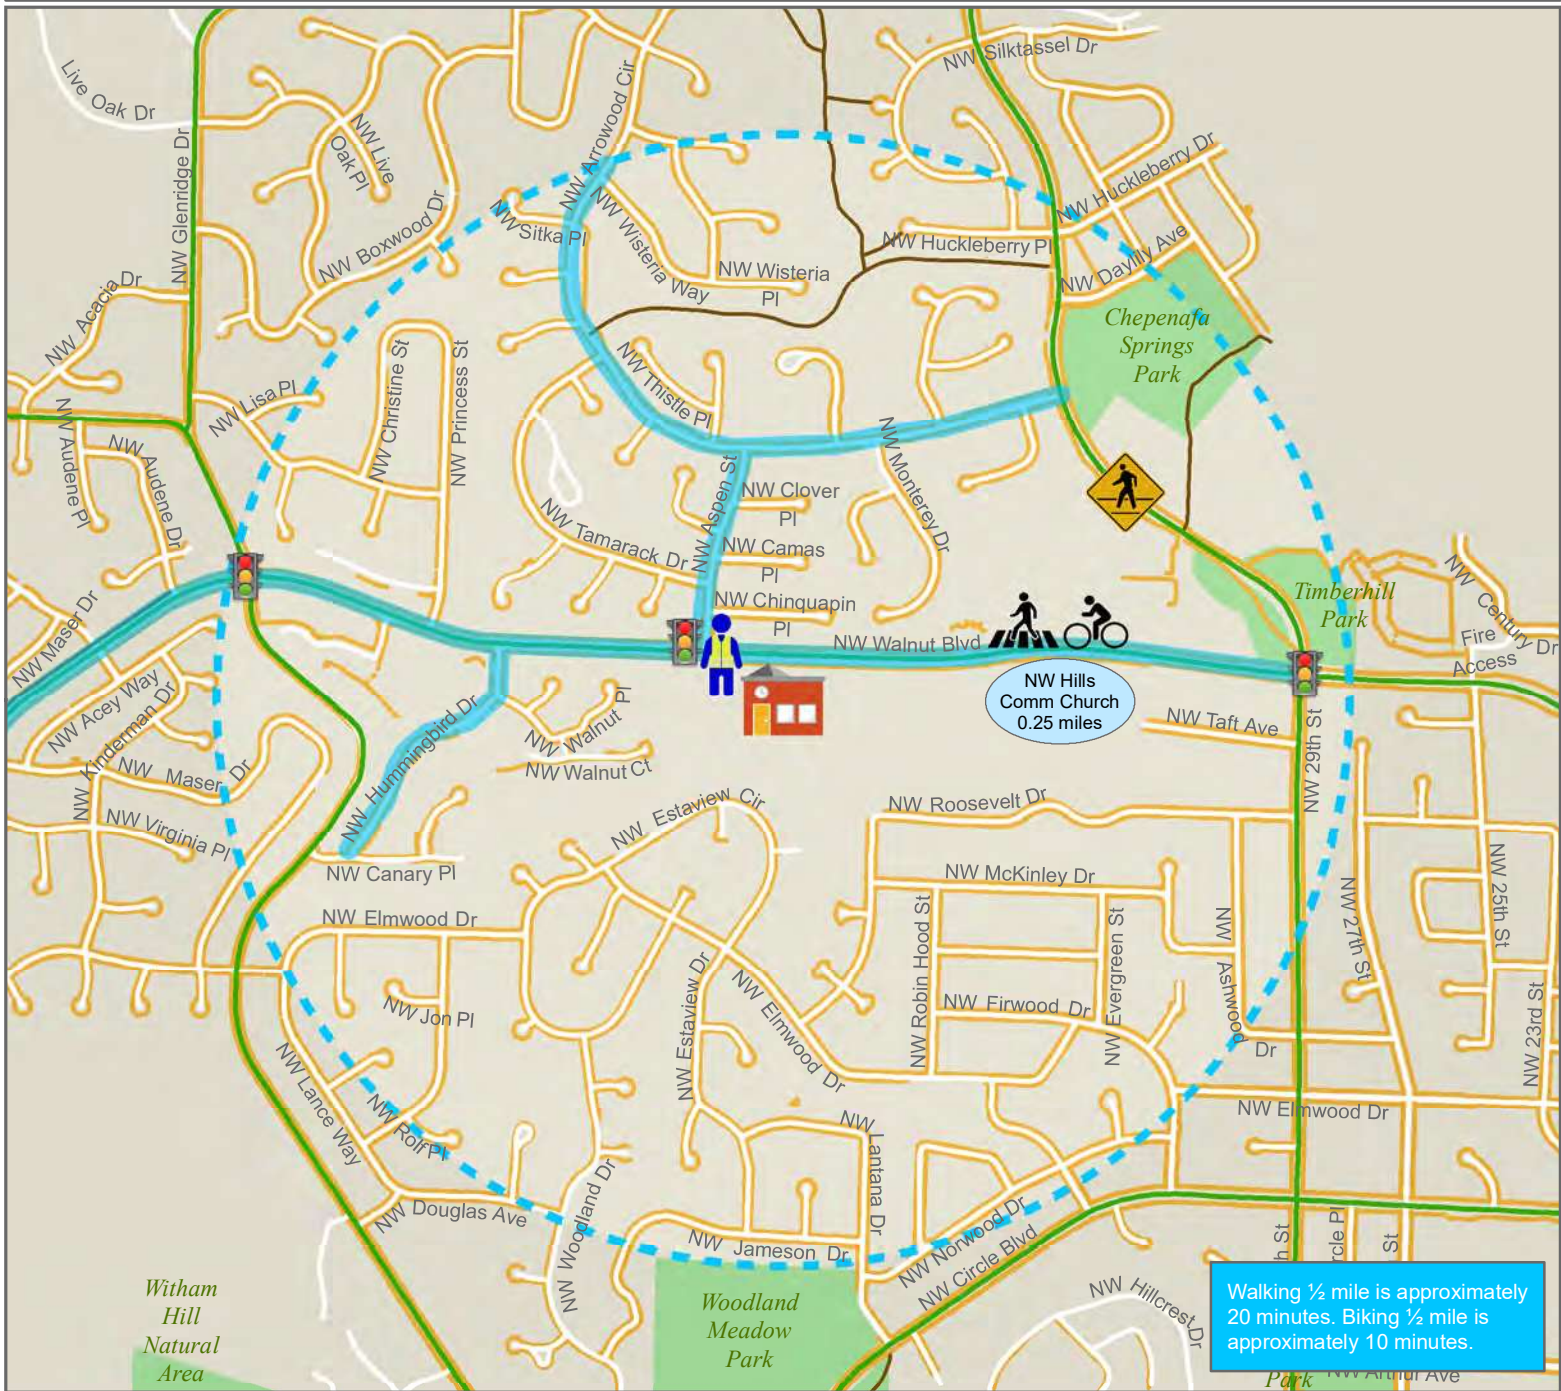 Live Oak Dr
NW Glenridge Dr
NW Live
Oak Pl
NW Arrowood Cir
NW Silktassel Dr
NW Huckleberry Dr
NW Boxwood Dr
NW Sitka Pl
NW Wisteria Way
NW Wisteria
Pl
NW Huckleberry Pl
NW Daylily Ave
NW Acacia Dr
Chepenafa
Springs
Park
NW Lisa Pl
NW Christine St
NW Princess St
NW Thistle Pl
NW Audene Pl
NW Audene Dr
NW Aspen St
NW Monterey Dr
NW Clover
Pl
NW Tamarack Dr
NW Camas
Pl
NW Chinquapin
Pl
Timberhill
Park
NW Century Dr
Fire
Access
NW Maser Dr
NW Walnut Blvd
NW Hills
Comm Church
0.25 miles
NW Acey Way
NW Kinderman Dr
NW Hummingbird Dr
NW Walnut Pl
NW Walnut Ct
NW Taft Ave
NW 29th St
NW Maser Dr
NW Virginia Pl
NW Estaview Cir
NW Roosevelt Dr
NW Canary Pl
NW McKinley Dr
NW 25th St
NW 27th St
NW Elmwood Dr
NW Robin Hood St
NW Evergreen St
NW Ashwood
Dr
NW Jon Pl
NW Estaview Dr
NW Elmwood Dr
NW Firwood Dr
NW 23rd St
NW Lance Way
NW Rolf Pl
NW Elmwood Dr
NW Lantana Dr
NW Douglas Ave
NW Woodland Dr
NW Jameson Dr
NW Norwood Dr
NW Circle Blvd
h St
rcle Pl
St
Witham
Hill
Natural
Area
Woodland
Meadow
Park
NW Hillcrest Dr
Walking ½ mile is approximately
20 minutes. Biking ½ mile is
approximately 10 minutes.
Park
NW Arthur Ave